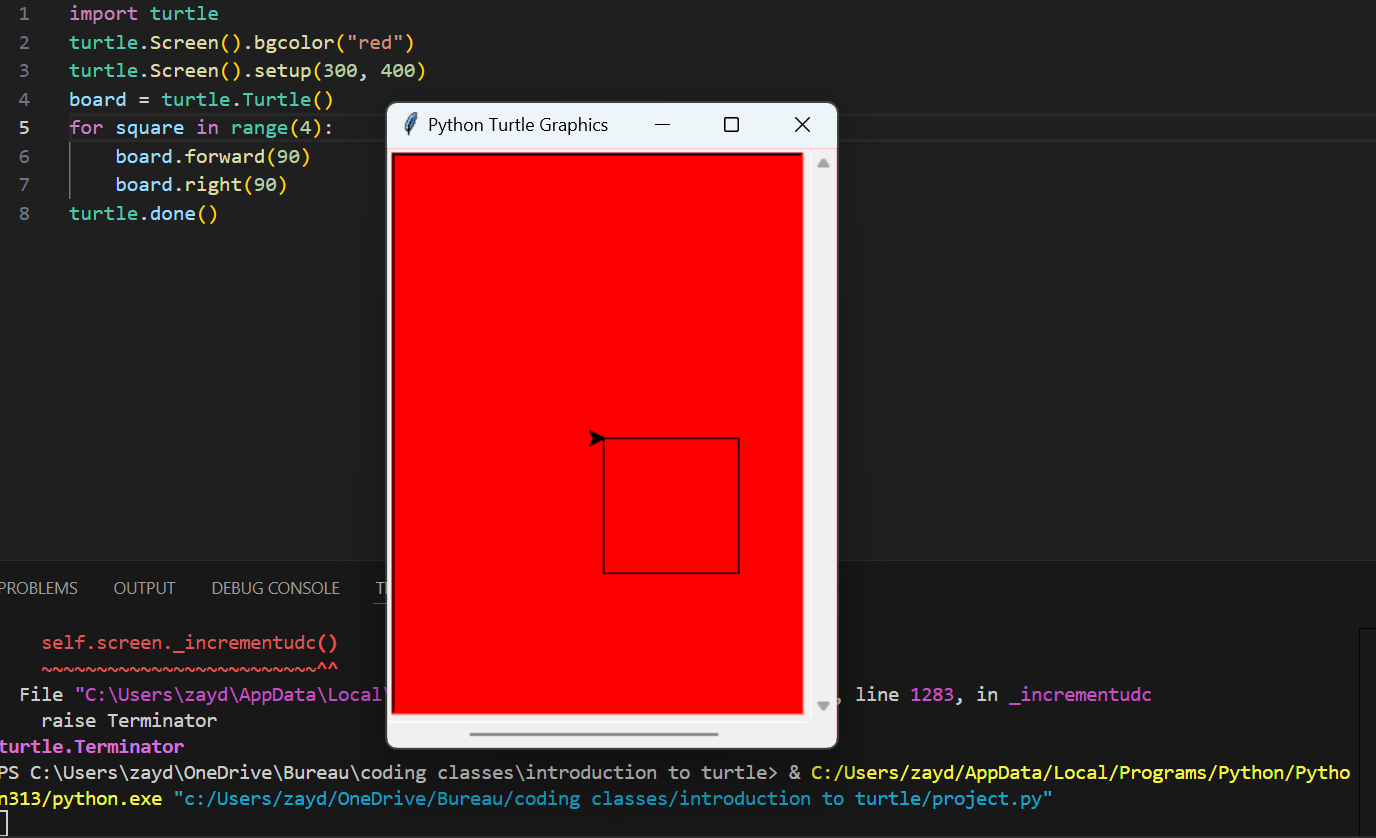 1 import turtle
2 turtle.Screen().bgcolor("red")
3 turtle.Screen().setup(300, 400)
4 board = turtle.Turtle()
5 for square in range(4):
6     board.forward(90)
7     board.right(90)
8 turtle.done()
Python Turtle Graphics
PROBLEMS OUTPUT DEBUG CONSOLE
self.screen._incrementudc()
~~~~~~~~~~~~~~~~~~~~~~~~^^
File "C:\Users\zayd\AppData\Local\ , line 1283, in _incrementudc
raise Terminator
turtle.Terminator
PS C:\Users\zayd\OneDrive\Bureau\coding classes\introduction to turtle> & C:/Users/zayd/AppData/Local/Programs/Python/Pytho
n313/python.exe "c:/Users/zayd/OneDrive/Bureau/coding classes/introduction to turtle/project.py"